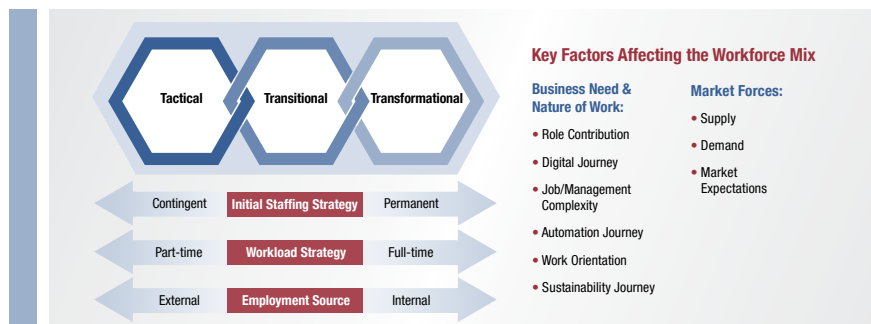 Tactical
Transitional
Transformational
Contingent
Initial Staffing Strategy
Permanent
Part-time
Workload Strategy
Full-time
External
Employment Source
Internal
Key Factors Affecting the Workforce Mix
Business Need &
Nature of Work:
• Role Contribution
• Digital Journey
• Job/Management
Complexity
• Automation Journey
• Work Orientation
• Sustainability Journey
Market Forces:
• Supply
• Demand
• Market
Expectations